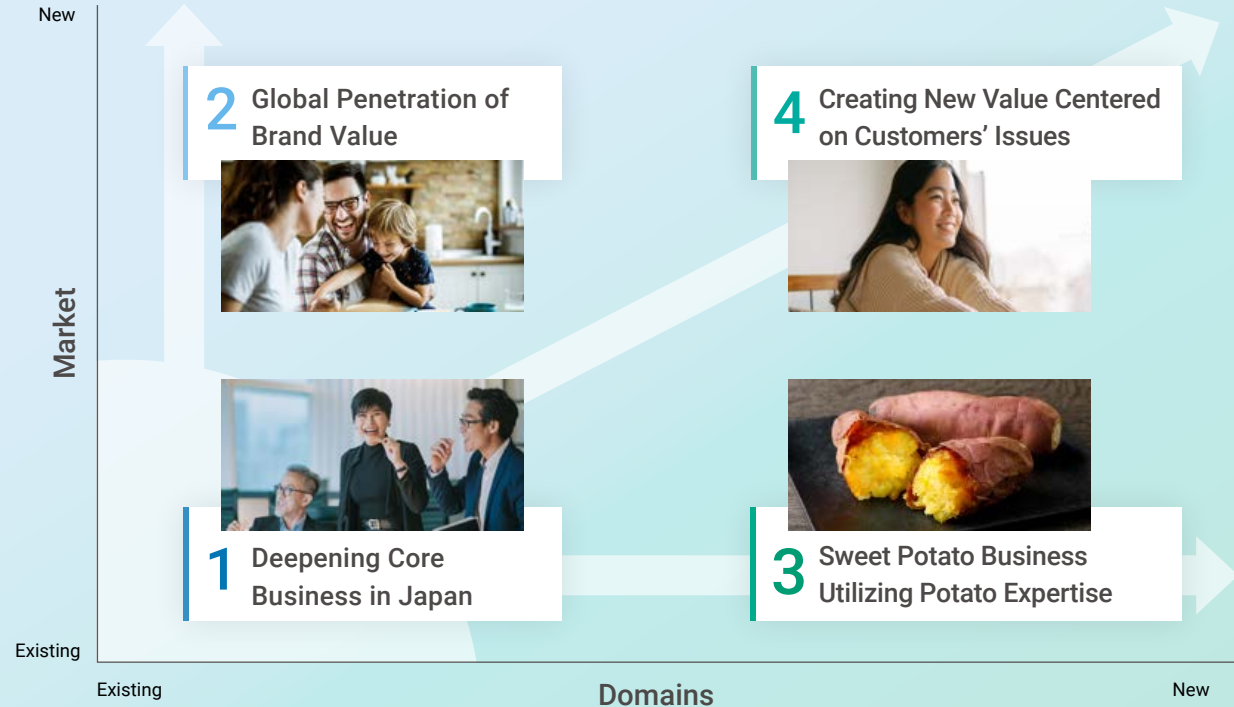 New
2 Global Penetration of
Brand Value
4 Creating New Value Centered
on Customers’ Issues
Market
1 Deepening Core
Business in Japan
3 Sweet Potato Business
Utilizing Potato Expertise
Existing
Existing
Domains
New